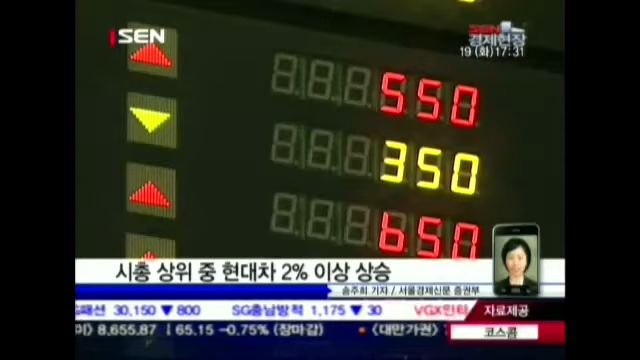 SEN
SEN
경제현장
19 (화) 17:31
550
350
650
시총 상위 중 현대차 2% 이상 상승
송주희 기자 / 서울경제신문 증권부
패션 30,150 ▼ 800 SG충남방적 1,175 ▼ 30 VGX인터
자료제공
8,655.87 65.15 -0.75% (장마감) • <대만가권>
코스콤